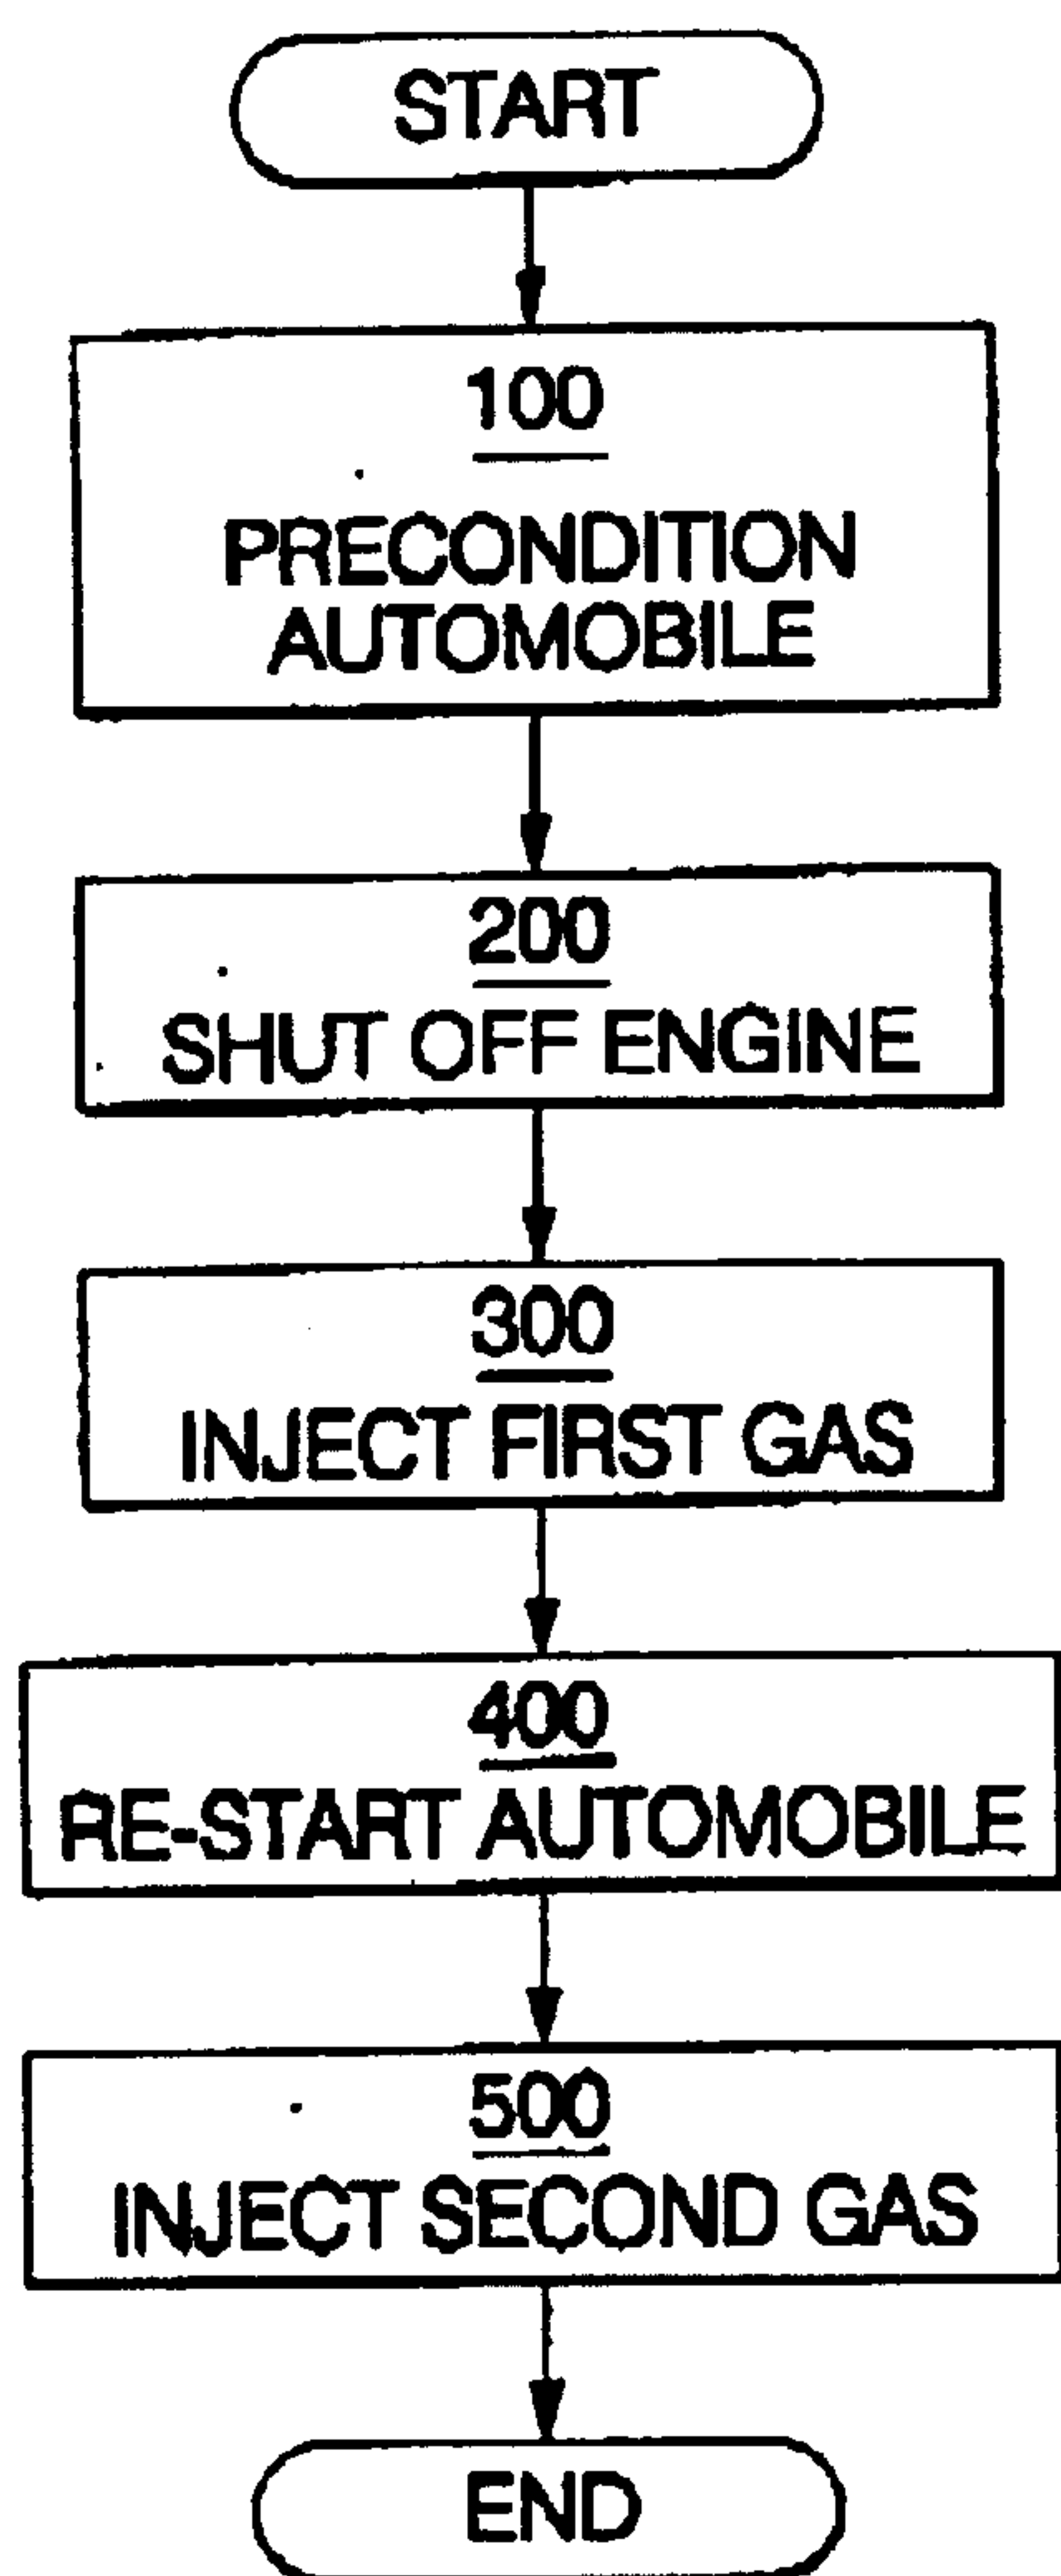 START
100
PRECONDITION
AUTOMOBILE
200
SHUT OFF ENGINE
300
INJECT FIRST GAS
400
RE-START AUTOMOBILE
500
INJECT SECOND GAS
END